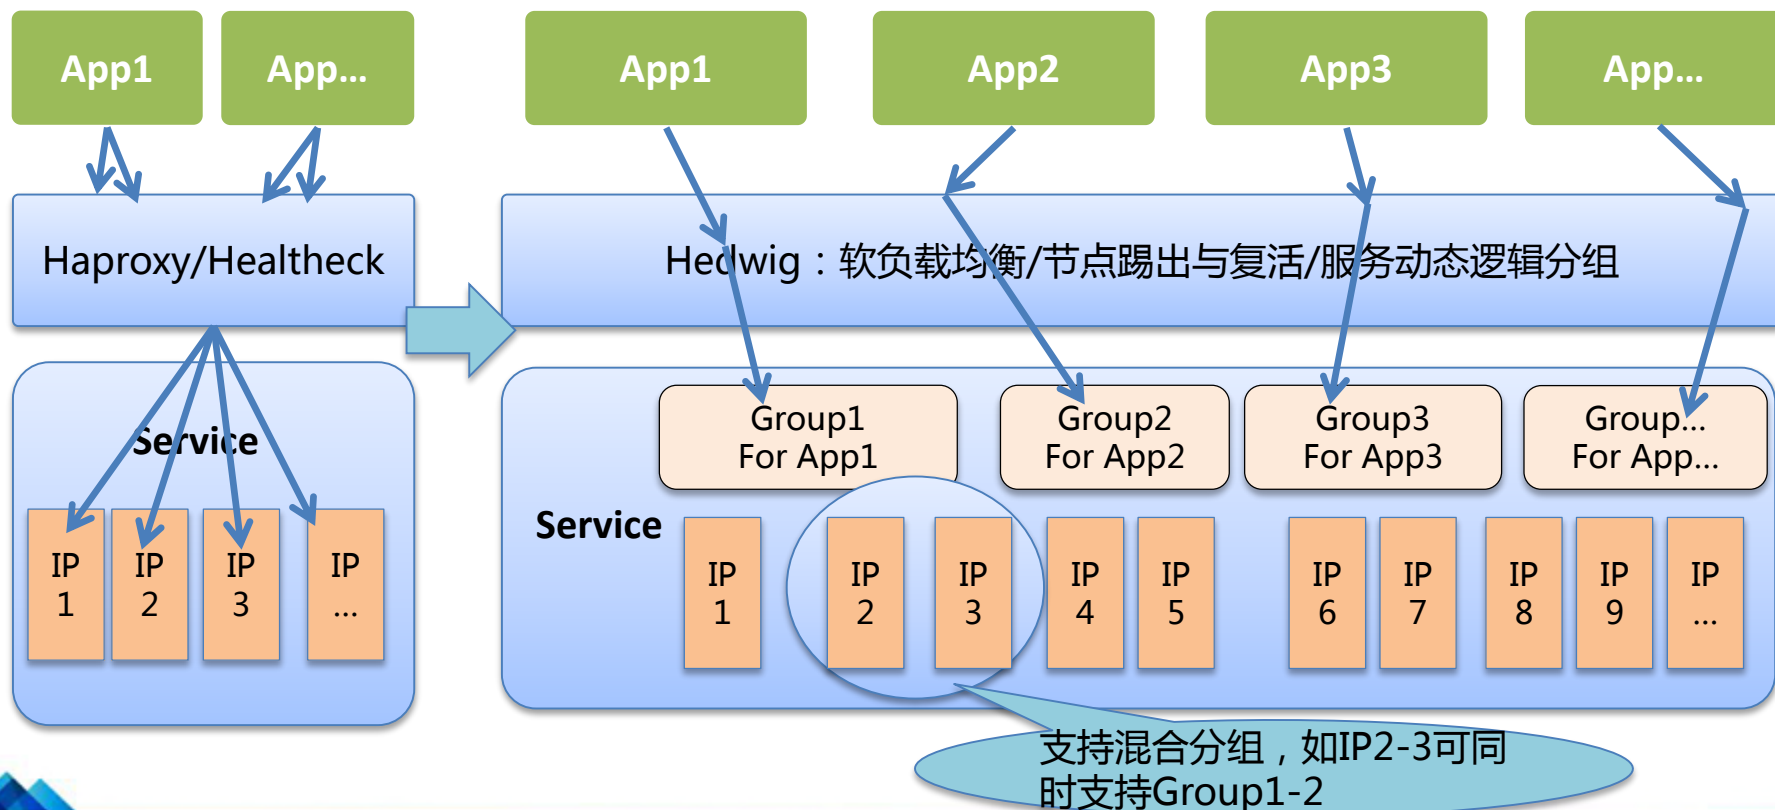 App1
App...
App1
App2
App3
App...
Haproxy/Healtheck
Hedwig：软负载均衡/节点踢出与复活/服务动态逻辑分组
Service
IP
1
IP
2
IP
3
IP
...
Group1
For App1
Group2
For App2
Group3
For App3
Group...
For App...
Service
IP
1
IP
2
IP
3
IP
4
IP
5
IP
6
IP
7
IP
8
IP
9
IP
...
支持混合分组，如IP2-3可同
时支持Group1-2